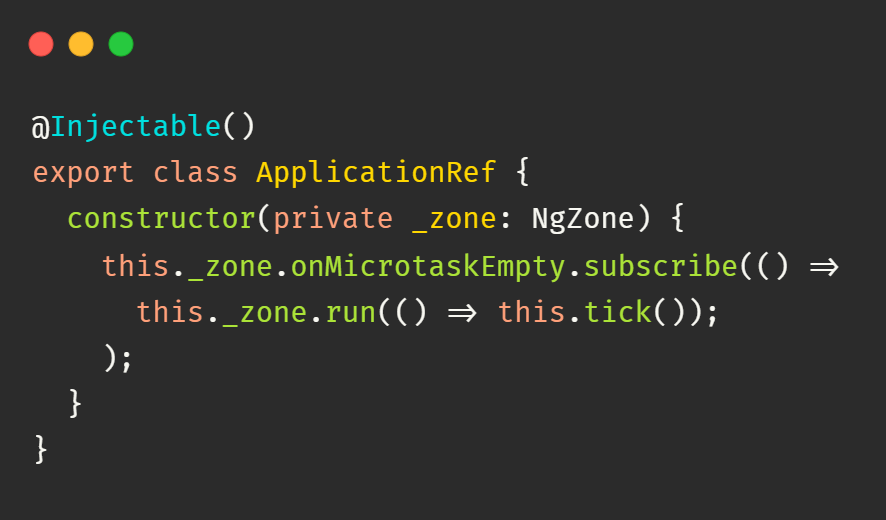 @Injectable()
export class ApplicationRef {
  constructor(private _zone: NgZone) {
    this._zone.onMicrotaskEmpty.subscribe(() =>
      this._zone.run(() => this.tick());
    );
  }
}